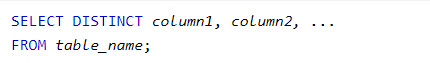 SELECT DISTINCT column1, column2, ...
FROM table_name;